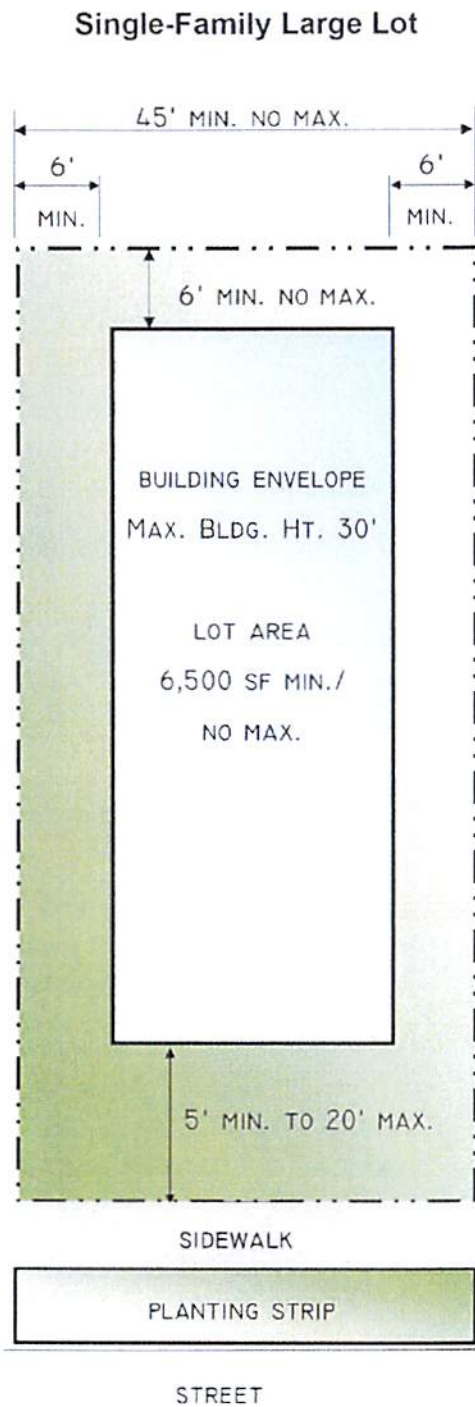 Single-Family Large Lot
45' MIN. NO MAX.
6'
MIN.
6'
MIN.
6' MIN. NO MAX.
BUILDING ENVELOPE
MAX. BLDG. HT. 30'
LOT AREA
6,500 SF MIN./
NO MAX.
5' MIN. TO 20' MAX.
SIDEWALK
PLANTING STRIP
STREET